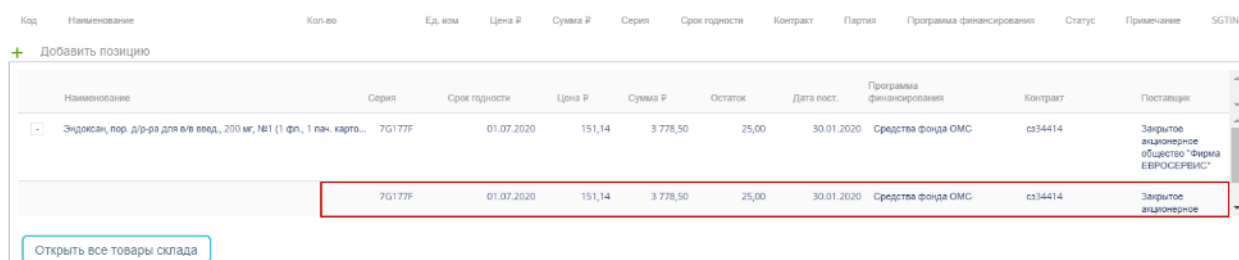 Код Наименование Кол-во Ед. изм Цена ₽ Сумма ₽ Серия Срок годности Контракт Партия Программа финансирования Статус Примечание SGTIN
+ Добавить позицию
Наименование Серия Срок годности Цена ₽ Сумма ₽ Остаток Дата пост. Программа финансирования Контракт Поставщик
- Эндоксан, пор. д/р-ра для в/в введ., 200 мг, №1 (1 фл., 1 пач. карто... 7G177F 01.07.2020 151,14 3 778,50 25,00 30.01.2020 Средства фонда ОМС сз34414 Закрытое
акционерное
общество "Фирма
ЕВРОСЕРВИС"
7G177F 01.07.2020 151,14 3 778,50 25,00 30.01.2020 Средства фонда ОМС сз34414 Закрытое
акционерное
Открыть все товары склада